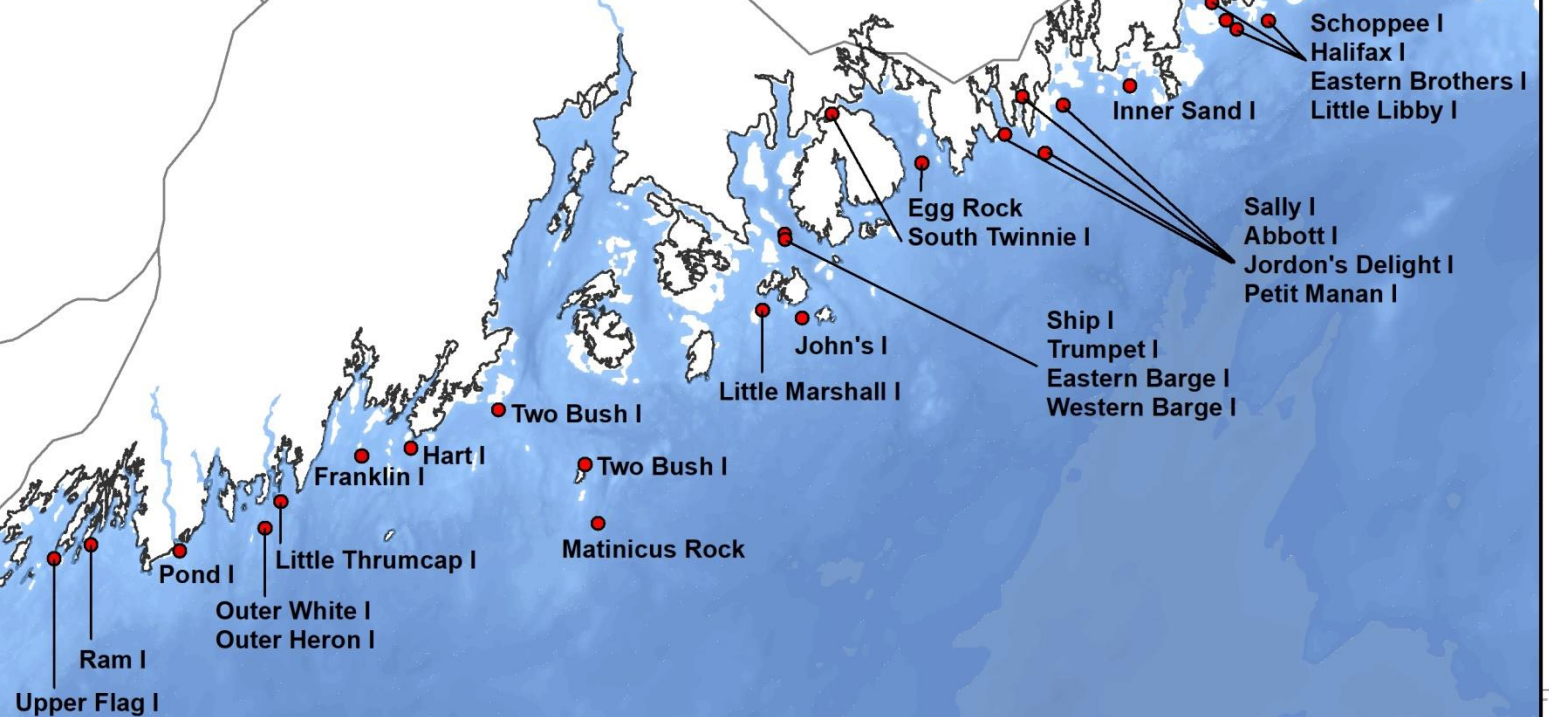 Schoppee I
Halifax I
Eastern Brothers I
Little Libby I
Inner Sand I
Egg Rock
South Twinnie I
Sally I
Abbott I
Jordon's Delight I
Petit Manan I
Ship I
Trumpet I
Eastern Barge I
Western Barge I
John's I
Little Marshall I
Two Bush I
Hart I
Franklin I
Two Bush I
Matinicus Rock
Little Thrumcap I
Pond I
Outer White I
Outer Heron I
Ram I
Upper Flag I